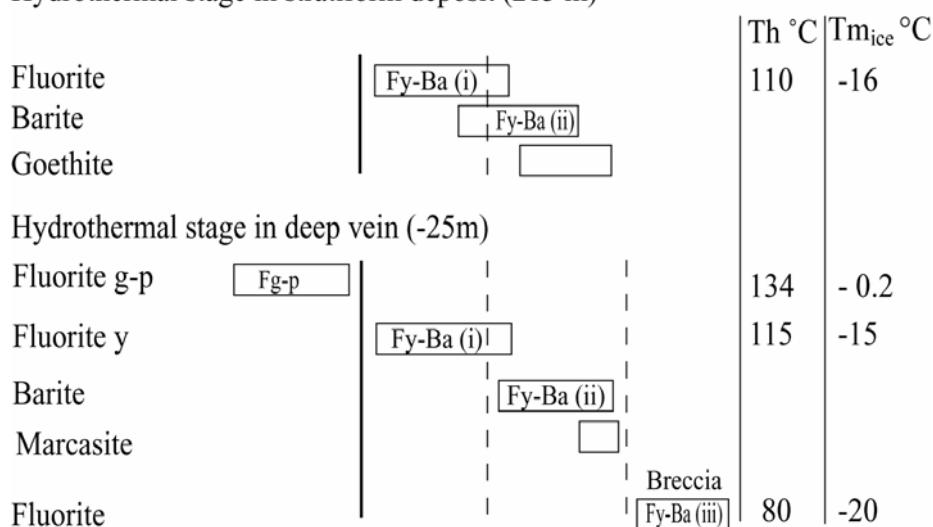 Th °C Tm_ice °C
Fluorite Fy-Ba (i) 110 -16
Barite Fy-Ba (ii)
Goethite
Hydrothermal stage in deep vein (-25m)
Fluorite g-p Fg-p 134 - 0.2
Fluorite y Fy-Ba (i) 115 -15
Barite Fy-Ba (ii)
Marcasite
Breccia
Fluorite Fy-Ba (iii) 80 -20